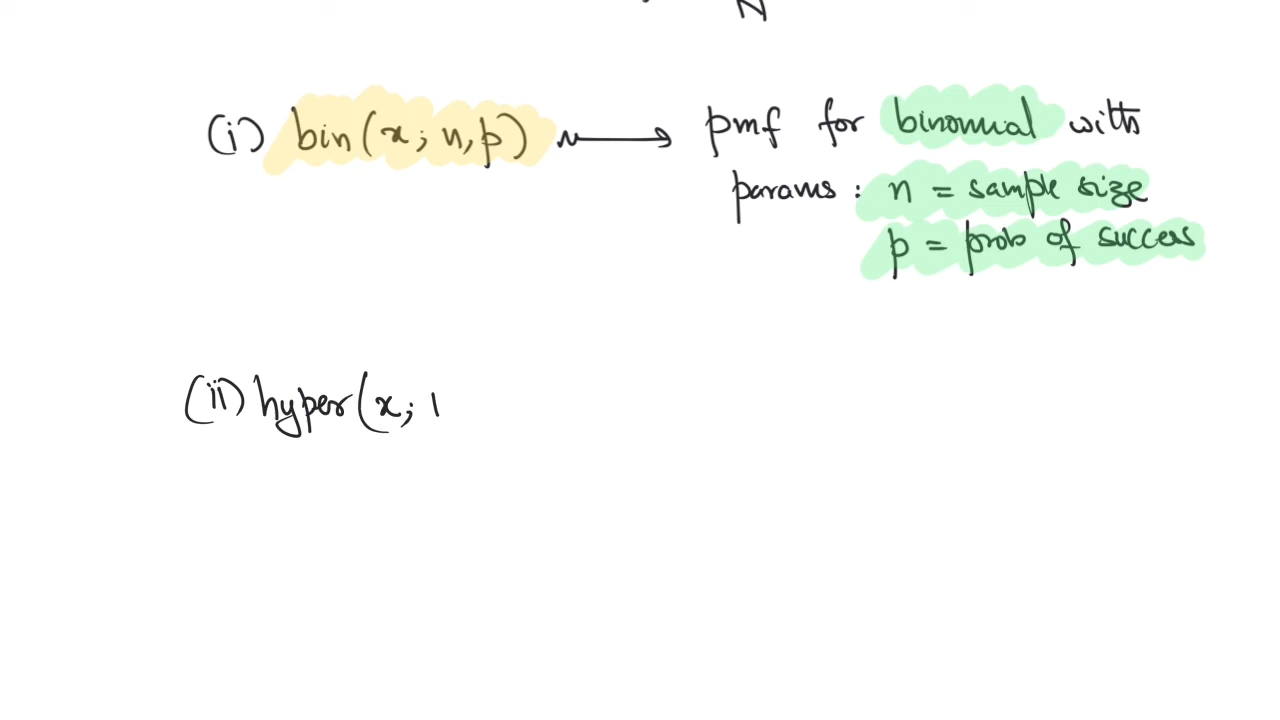 N
(i) bin(x; n, p) ⟶ pmf for binomial with
params : n = sample size
p = prob of success
(ii) hyper(x;